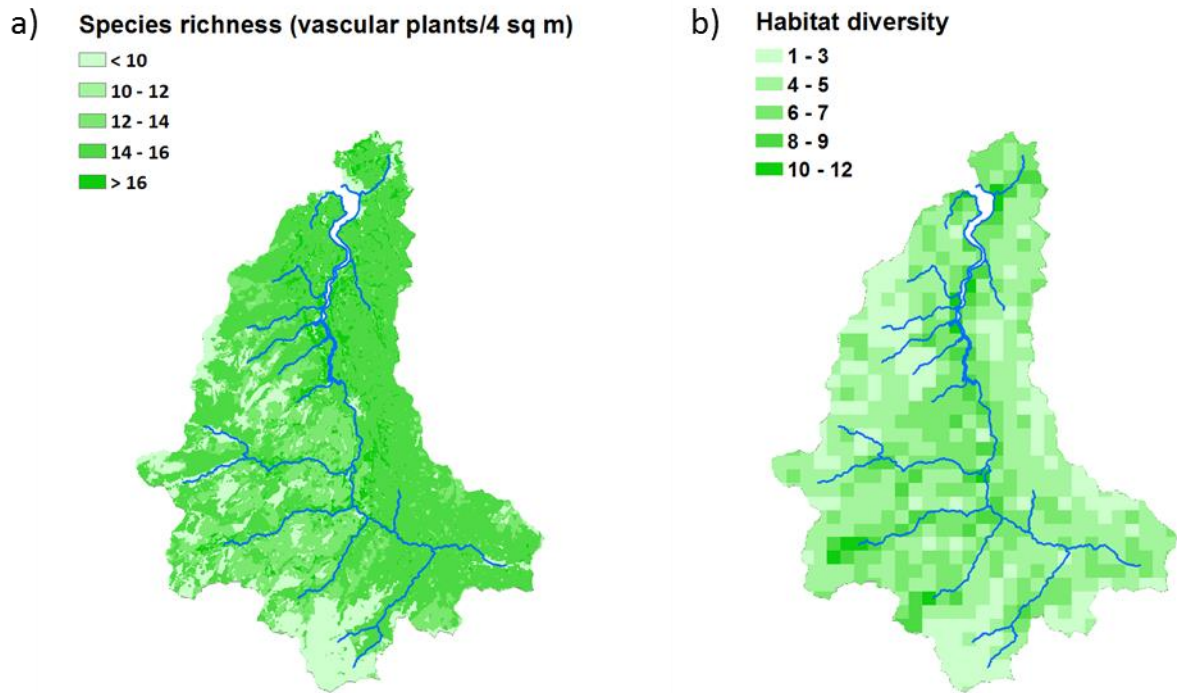 a) Species richness (vascular plants/4 sq m)
< 10
10 - 12
12 - 14
14 - 16
> 16
b) Habitat diversity
1 - 3
4 - 5
6 - 7
8 - 9
10 - 12